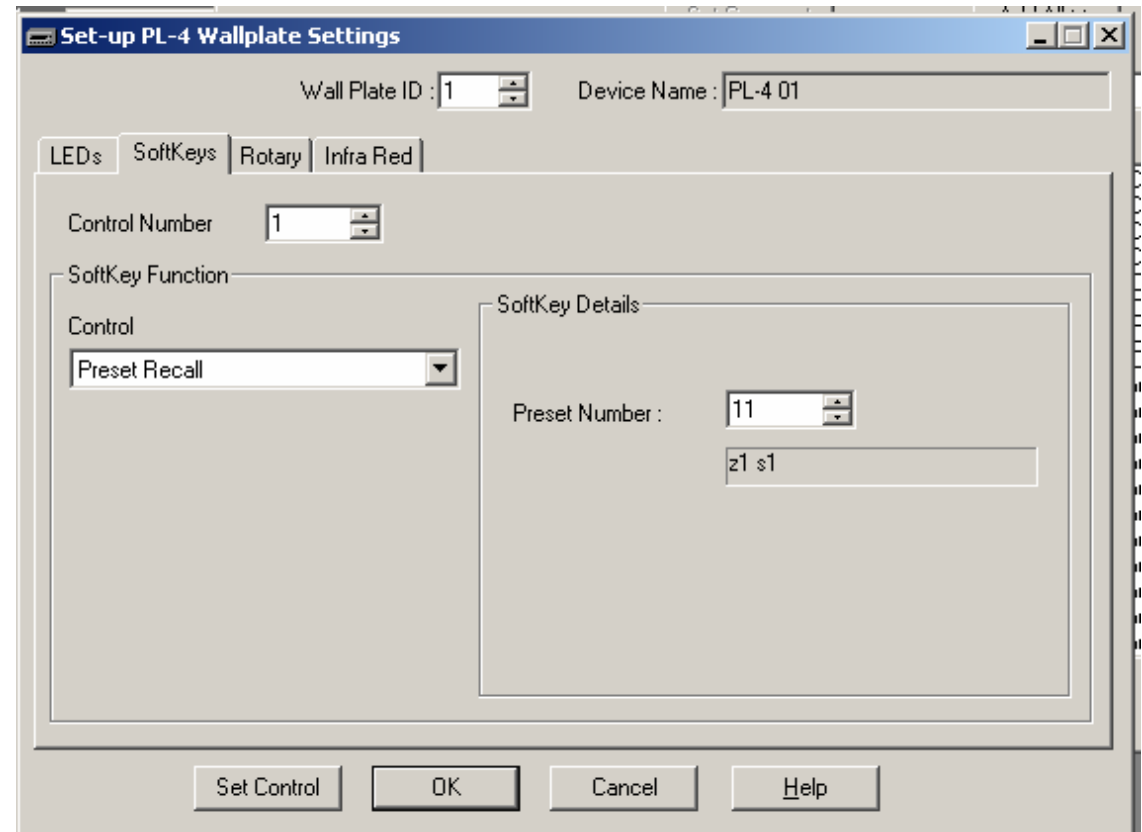 Set-up PL-4 Wallplate Settings
Wall Plate ID : 1 Device Name : PL-4 01
LEDs SoftKeys Rotary Infra Red
Control Number 1
SoftKey Function
SoftKey Details
Control
Preset Recall
Preset Number : 11
z1 s1
Set Control OK Cancel Help